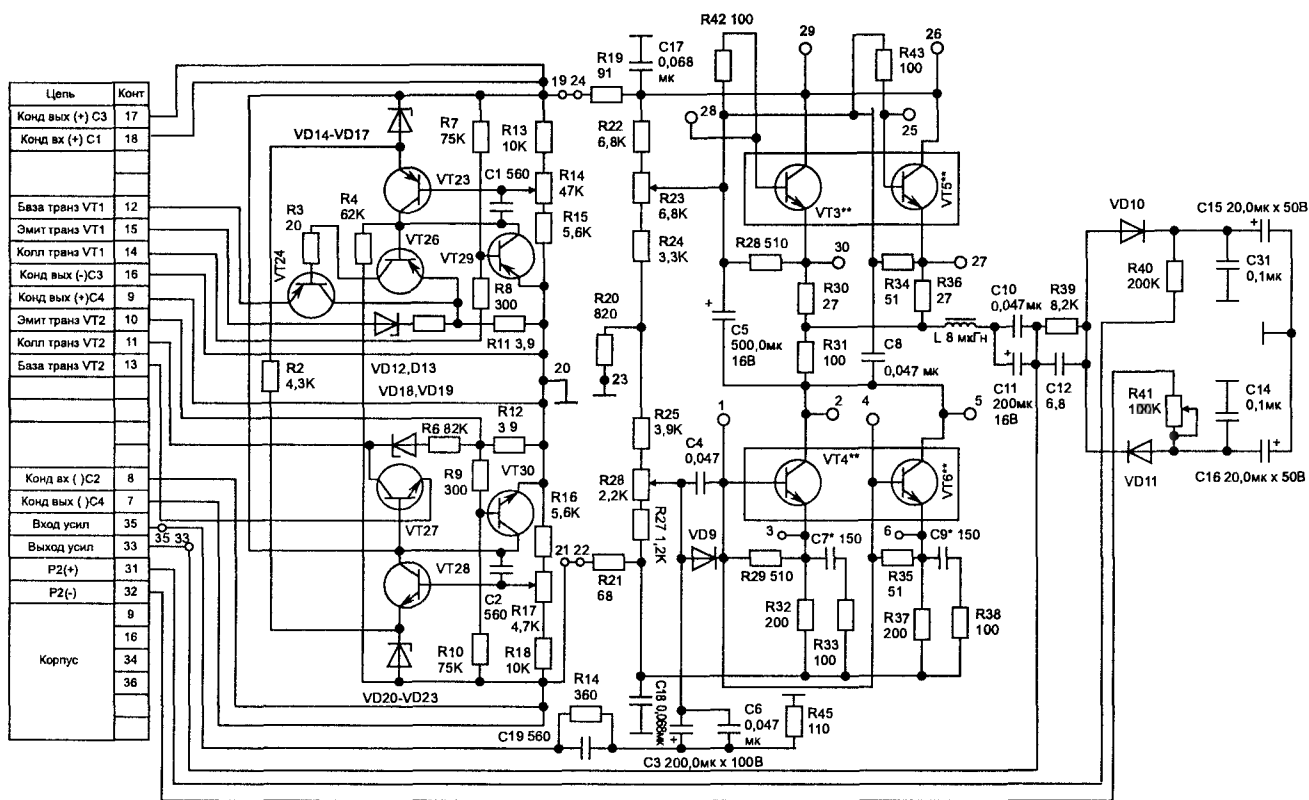 Цепь Конт
Конд вых (+) С3 17
Конд вх (+) С1 18
База транз VT1 12
Эмит транз VT1 15
Колл транз VT1 14
Конд вых (-)С3 16
Конд вых (+)С4 9
Эмит транз VT2 10
Колл транз VT2 11
База транз VT2 13
Конд вх ( )С2 8
Конд вых ( )С4 7
Вход усил 35
Выход усил 33
Р2(+) 31
Р2(-) 32
Корпус
9
16
34
36
35 33
VD14-VD17
R7
75K
R13
10K
VT23
C1 560
R14
47K
R15
5,6K
R4
62K
R3
20
VT24
VT26
VT29
R8
300
R11 3,9
VD12,D13
VD18,VD19
R2
4,3K
20
R12
3 9
R6 82K
R9
300
VT30
R16
5,6K
VT27
VT28
C2
560
R17
4,7K
R10
75K
R18
10K
VD20-VD23
19 24
R19
91
C17
0,068
мк
R22
6,8K
R23
6,8K
R24
3,3K
R20
820
23
R25
3,9K
R28
2,2K
R27 1,2K
21 22
R21
68
R14
360
C19 560
C18 0,068мк
C3 200,0мк х 100В
C6
0,047
мк
R45
110
R42 100
28
29
26
R43
100
25
VT3**
VT5**
R28 510
30
R34
51
27
R30
27
R36
27
C5
500,0мк
16В
R31
100
C8
0,047 мк
L 8 мкГн
1
2
4
5
C4
0,047
VT4**
VT6**
VD9
3
C7* 150
6
C9* 150
R29 510
R35
51
R32
200
R33
100
R37
200
R38
100
C10
0,047мк
R39
8,2K
C11
200мк
16В
C12
6,8
VD10
C15 20,0мк х 50В
R40
200K
C31
0,1мк
R41
100K
C14
0,1мк
VD11
C16 20,0мк х 50В